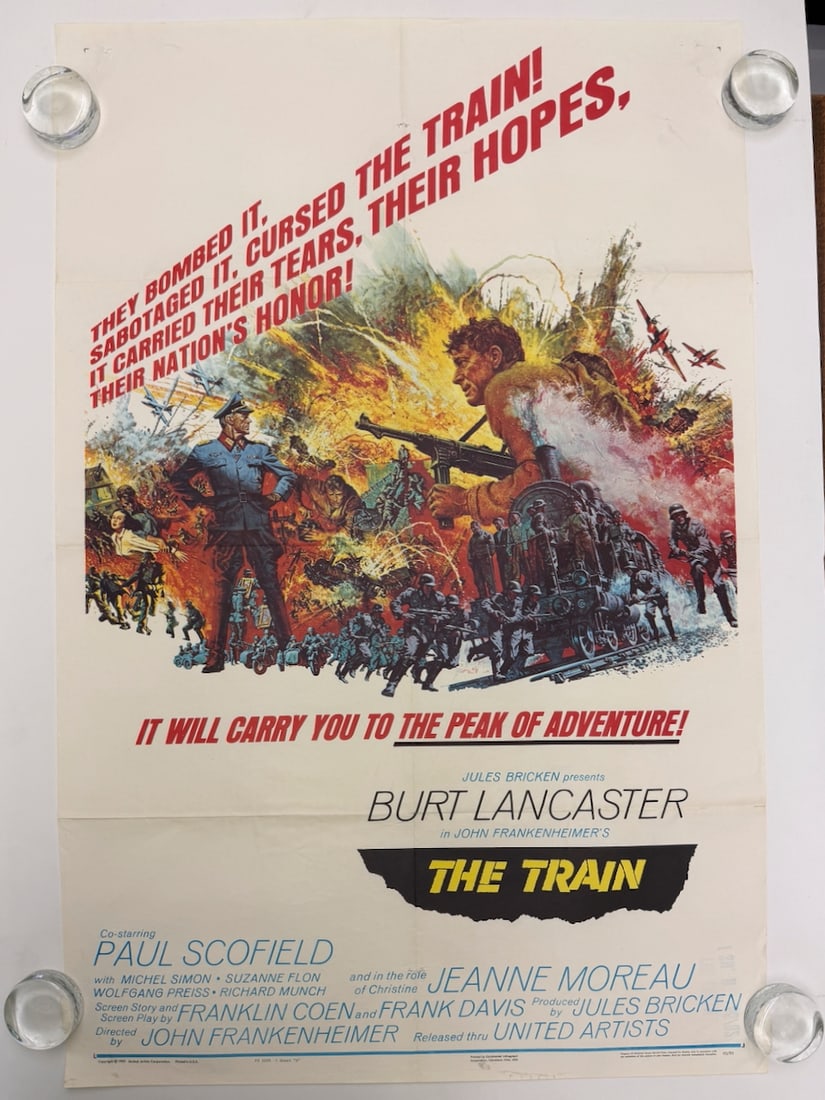 THEY BOMBED IT,
SABOTAGED IT, CURSED THE TRAIN!
IT CARRIED THEIR TEARS, THEIR HOPES,
THEIR NATION'S HONOR!
IT WILL CARRY YOU TO THE PEAK OF ADVENTURE!
JULES BRICKEN presents
BURT LANCASTER
in JOHN FRANKENHEIMER'S
THE TRAIN
Co-starring
PAUL SCOFIELD
with MICHEL SIMON • SUZANNE FLON
WOLFGANG PREISS • RICHARD MUNCH
and in the role
of Christine JEANNE MOREAU
Screen Story and
Screen Play by FRANKLIN COEN and FRANK DAVIS Produced
by JULES BRICKEN
Directed
by JOHN FRANKENHEIMER Released thru UNITED ARTISTS